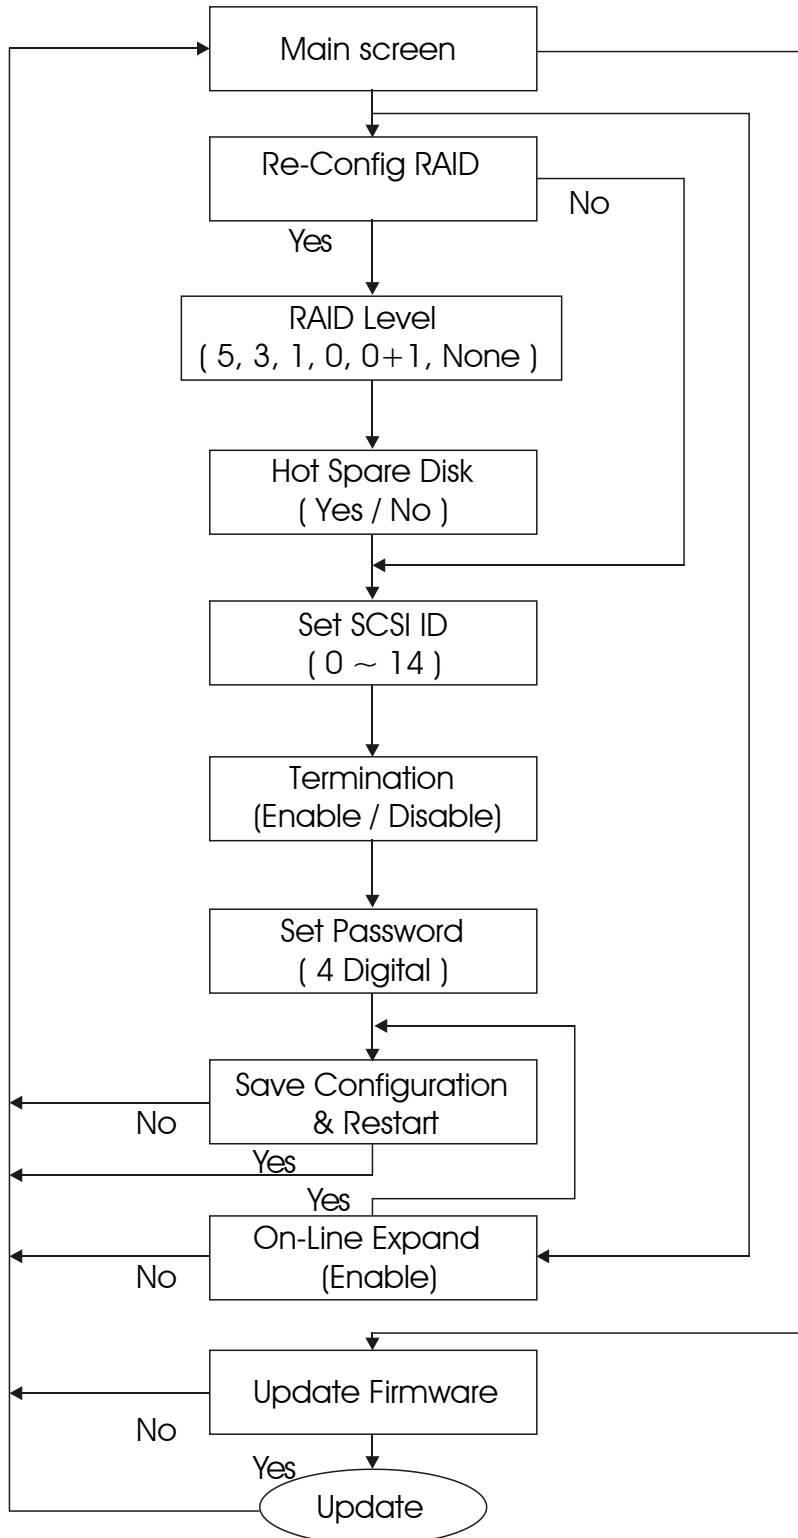 Main screen
Re-Config RAID
No
Yes
RAID Level
( 5, 3, 1, 0, 0+1, None )
Hot Spare Disk
( Yes / No )
Set SCSI ID
( 0 ~ 14 )
Termination
(Enable / Disable)
Set Password
( 4 Digital )
Save Configuration
& Restart
No
Yes
Yes
On-Line Expand
(Enable)
No
Update Firmware
No
Yes
Update